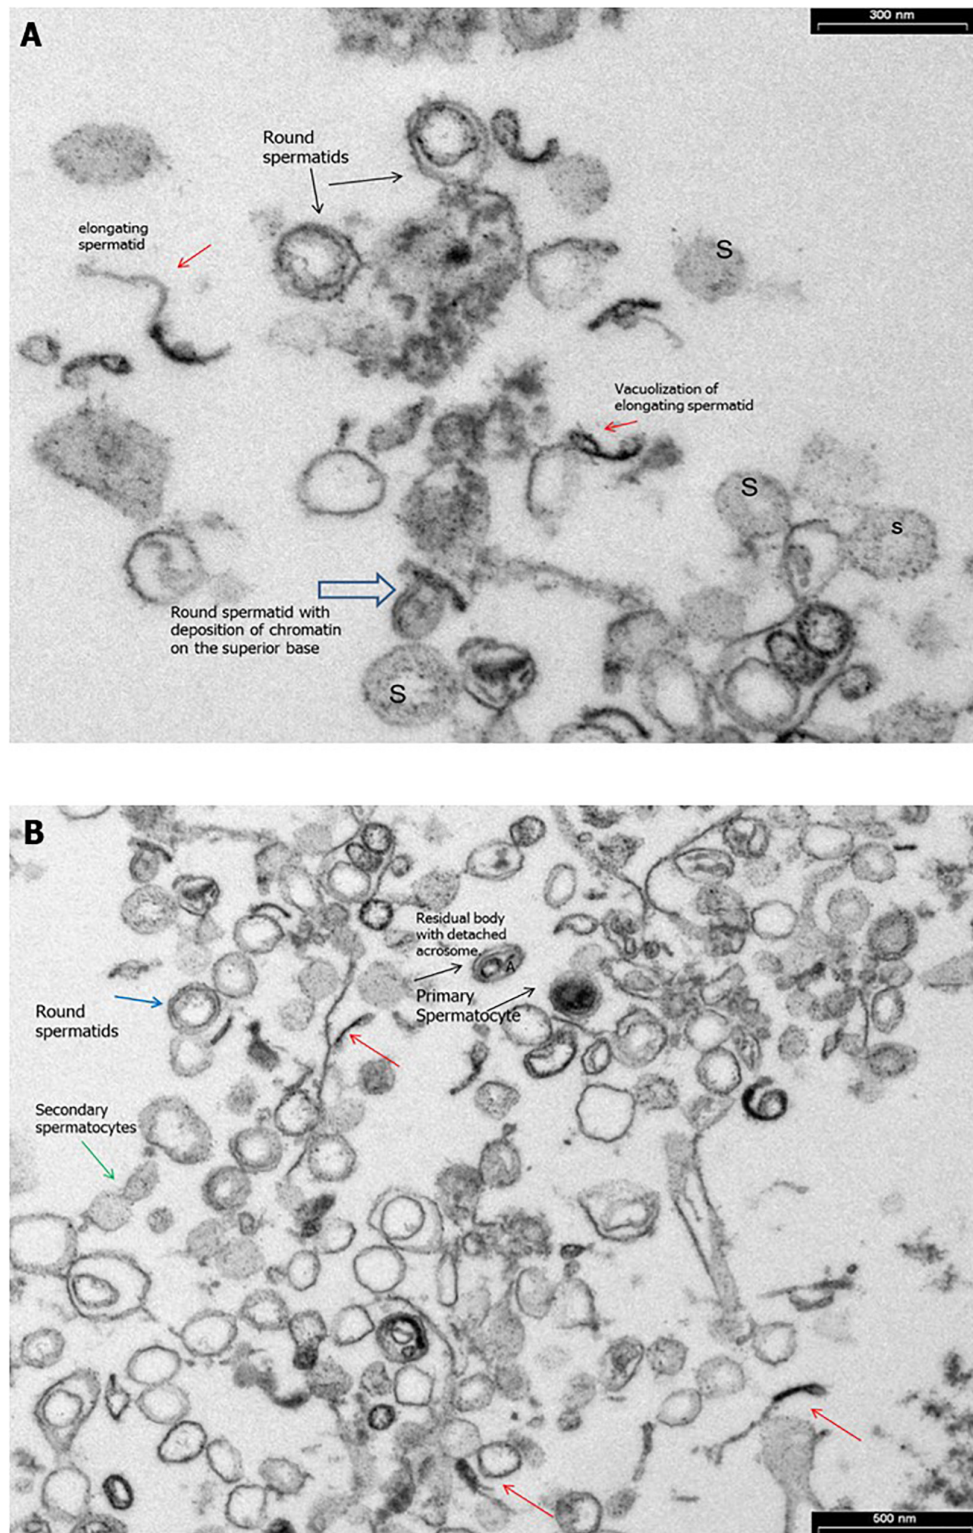 A
300 nm
Round
spermatids
elongating
spermatid
S
Vacuolization of
elongating spermatid
S
s
Round spermatid with
deposition of chromatin
on the superior base
S
B
Residual body
with detached
acrosome
A
Primary
Spermatocyte
Round
spermatids
Secondary
spermatocytes
500 nm